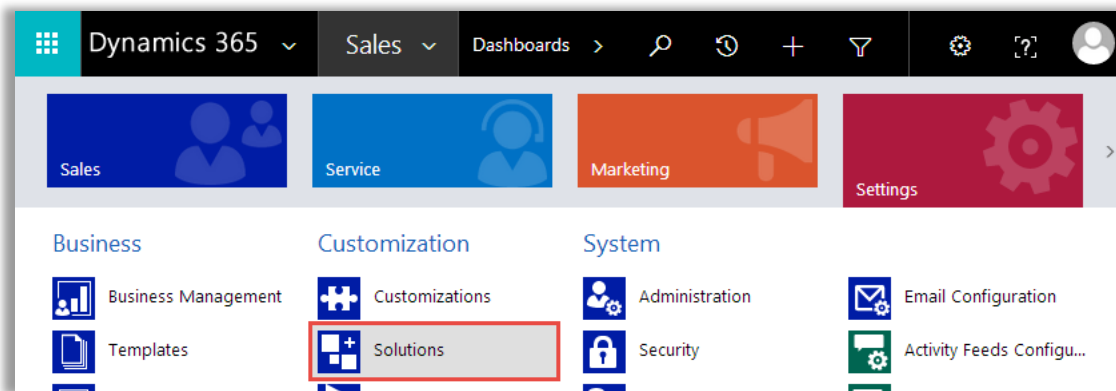 Dynamics 365 Sales Dashboards
Sales Service Marketing Settings
Business Customization System
Business Management Customizations Administration Email Configuration
Templates Solutions Security Activity Feeds Configu...